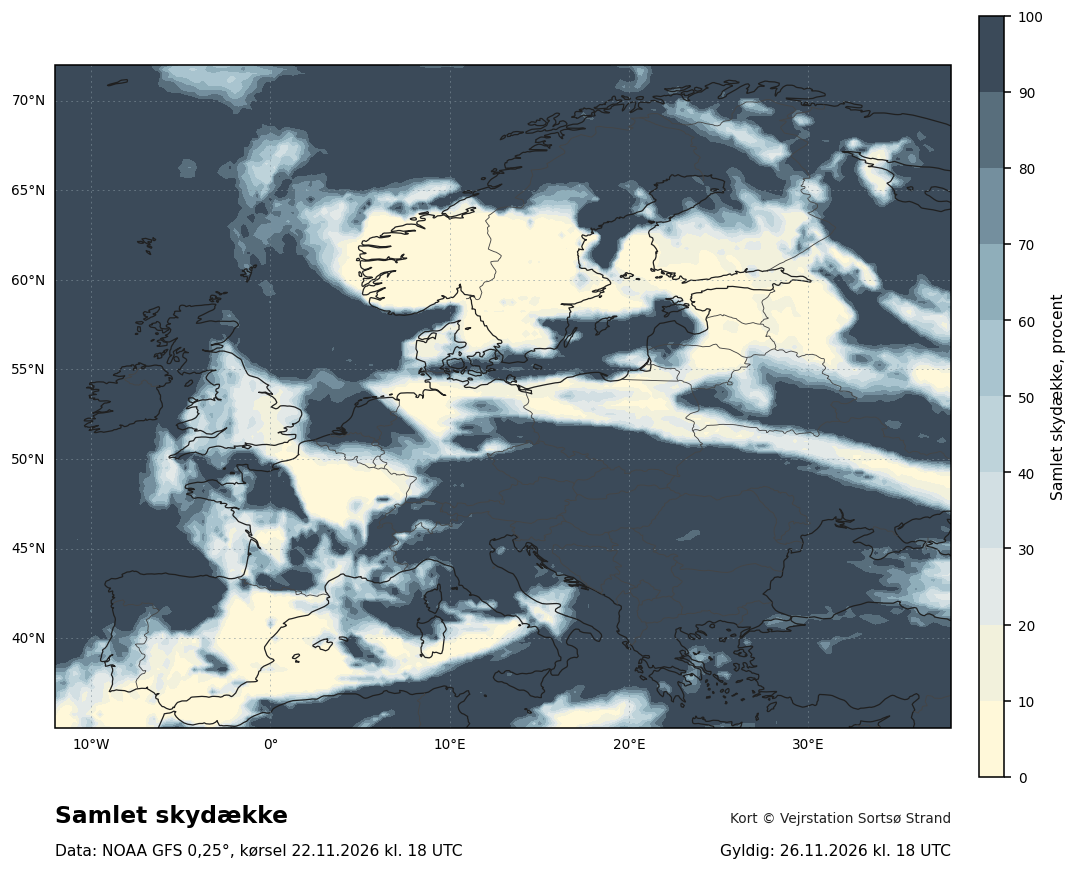 100
90
80
70
60
50
40
30
20
10
0
Samlet skydække, procent
70°N
65°N
60°N
55°N
50°N
45°N
40°N
10°W
0°
10°E
20°E
30°E
Samlet skydække
Kort © Vejrstation Sortsø Strand
Data: NOAA GFS 0,25°, kørsel 22.11.2026 kl. 18 UTC
Gyldig: 26.11.2026 kl. 18 UTC